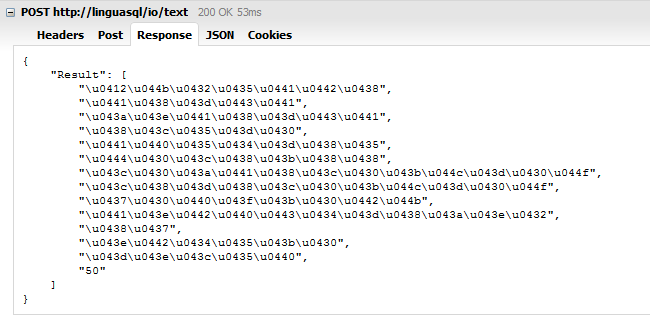 POST http://linguasql/io/text 200 OK 53ms
Headers Post Response JSON Cookies
{
"Result": [
"\u0412\u044b\u0432\u0435\u0441\u0442\u0438",
"\u0441\u0438\u043d\u0443\u0441",
"\u043a\u043e\u0441\u0438\u043d\u0443\u0441",
"\u0438\u043c\u0435\u043d\u0430",
"\u0441\u0440\u0435\u0434\u043d\u0438\u0435",
"\u0444\u0430\u043c\u0438\u043b\u0438\u0438",
"\u043c\u0430\u043a\u0441\u0438\u043c\u0430\u043b\u044c\u043d\u0430\u044f",
"\u043c\u0438\u043d\u0438\u043c\u0430\u043b\u044c\u043d\u0430\u044f",
"\u0437\u0430\u0440\u043f\u043b\u0430\u0442\u044b",
"\u0441\u043e\u0442\u0440\u0443\u0434\u043d\u0438\u043a\u043e\u0432",
"\u0438\u0437",
"\u043e\u0442\u0434\u0435\u043b\u0430",
"\u043d\u043e\u043c\u0435\u0440",
"50"
]
}